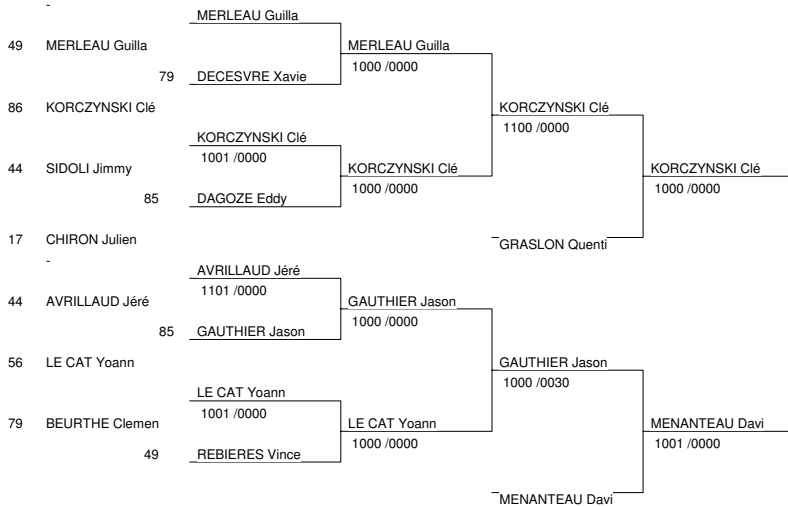 -
MERLEAU Guilla
49 MERLEAU Guilla MERLEAU Guilla
1000 /0000
79 DECESVRE Xavie
86 KORCZYNSKI Clé KORCZYNSKI Clé
1100 /0000
KORCZYNSKI Clé
1001 /0000
44 SIDOLI Jimmy KORCZYNSKI Clé KORCZYNSKI Clé
1000 /0000 1000 /0000
85 DAGOZE Eddy
17 CHIRON Julien GRASLON Quenti
-
AVRILLAUD Jéré
1101 /0000
44 AVRILLAUD Jéré GAUTHIER Jason
1000 /0000
85 GAUTHIER Jason
56 LE CAT Yoann GAUTHIER Jason
1000 /0030
LE CAT Yoann
1001 /0000
79 BEURTHE Clemen LE CAT Yoann MENANTEAU Davi
1000 /0000 1001 /0000
49 REBIERES Vince
MENANTEAU Davi